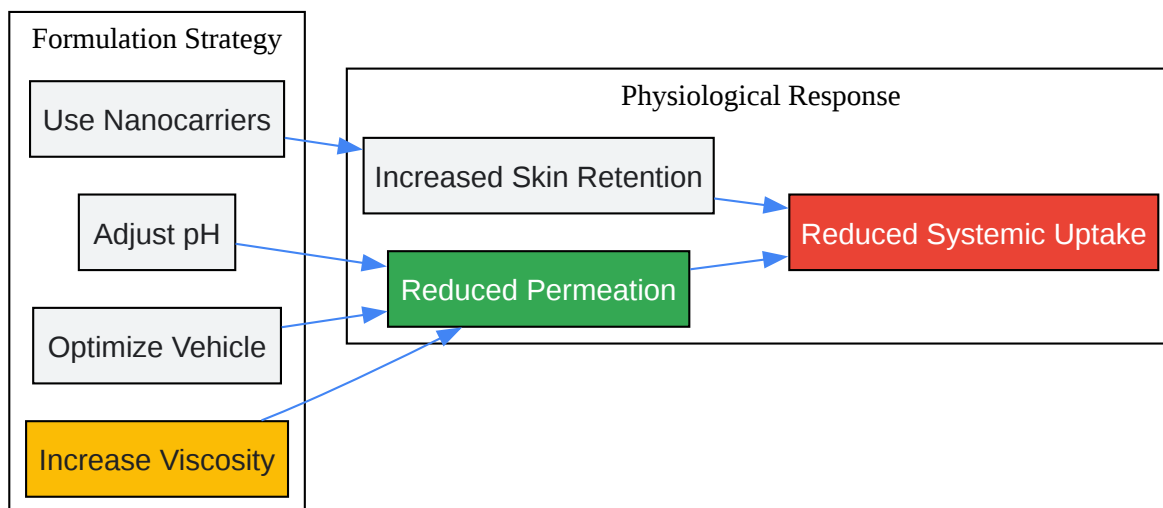 Formulation Strategy
Use Nanocarriers
Adjust pH
Optimize Vehicle
Increase Viscosity
Physiological Response
Increased Skin Retention
Reduced Permeation
Reduced Systemic Uptake